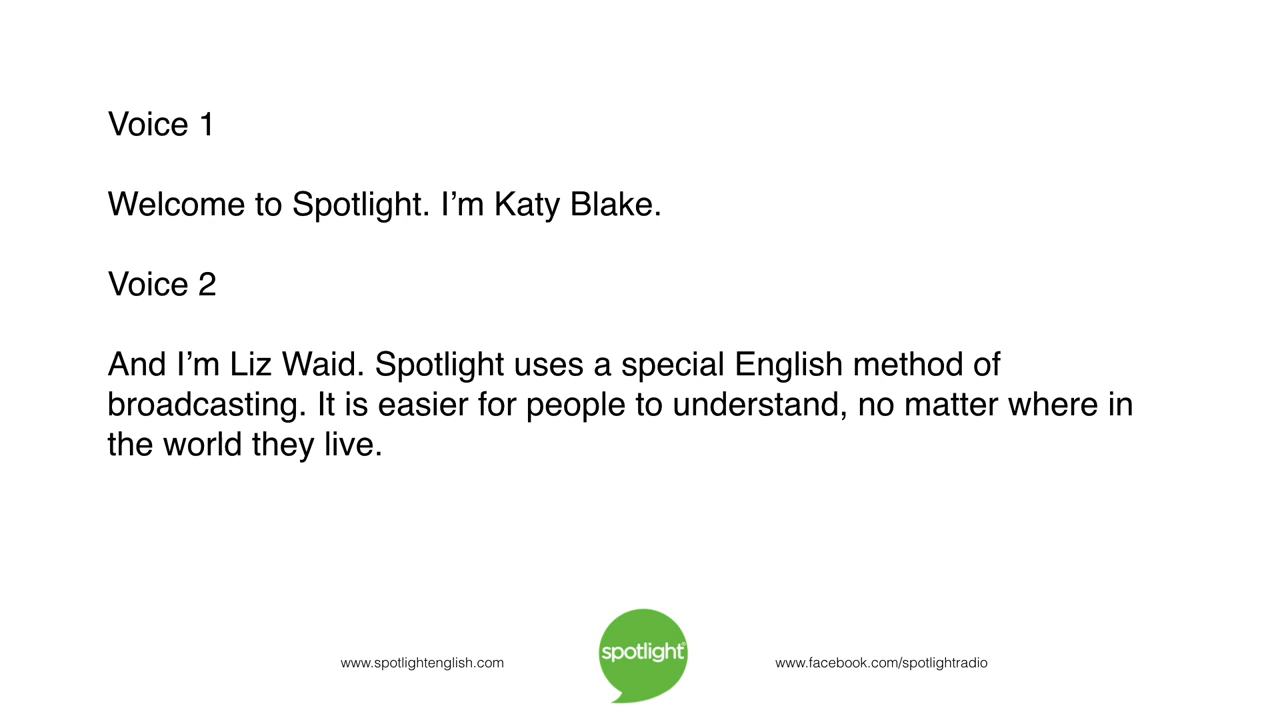 Voice 1
Welcome to Spotlight. I’m Katy Blake.
Voice 2
And I’m Liz Waid. Spotlight uses a special English method of
broadcasting. It is easier for people to understand, no matter where in
the world they live.
www.spotlightenglish.com
spotlight®
www.facebook.com/spotlightradio